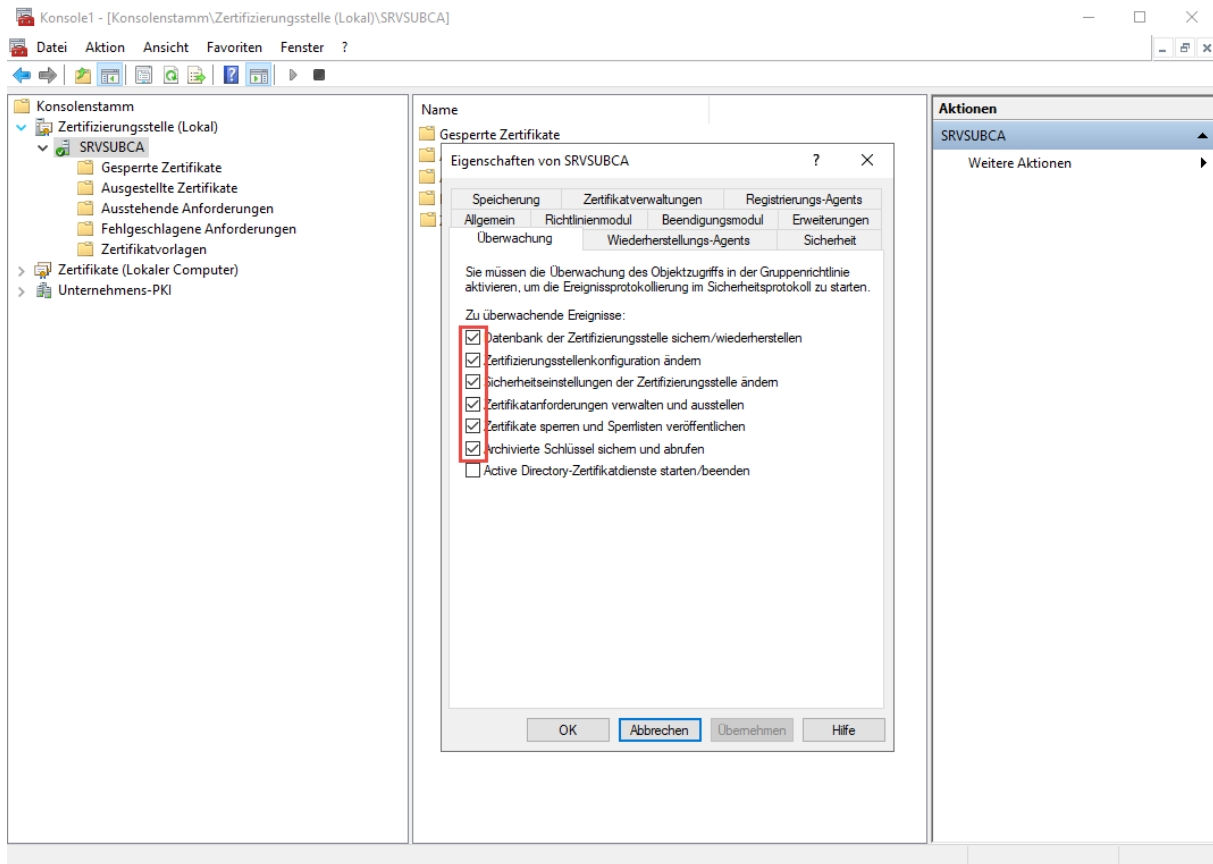 Konsole1 - [Konsolenstamm\Zertifizierungsstelle (Lokal)\SRVSUBCA]
Datei Aktion Ansicht Favoriten Fenster ?
Konsolenstamm
Zertifizierungsstelle (Lokal)
SRVSUBCA
Gesperrte Zertifikate
Ausgestellte Zertifikate
Ausstehende Anforderungen
Fehlgeschlagene Anforderungen
Zertifikatvorlagen
Zertifikate (Lokaler Computer)
Unternehmens-PKI
Name
Gesperrte Zertifikate
Eigenschaften von SRVSUBCA
?
Speicherung Zertifikatverwaltungen Registrierungs-Agents
Allgemein Richtlinienmodul Beendigungsmodul Erweiterungen
Überwachung Wiederherstellungs-Agents Sicherheit
Sie müssen die Überwachung des Objektzugriffs in der Gruppenrichtlinie
aktivieren, um die Ereignisprotokollierung im Sicherheitsprotokoll zu starten.
Zu überwachende Ereignisse:
Datenbank der Zertifizierungsstelle sichern/wiederherstellen
Zertifizierungsstellenkonfiguration ändern
Sicherheitseinstellungen der Zertifizierungsstelle ändern
Zertifikatanforderungen verwalten und ausstellen
Zertifikate sperren und Sperrlisten veröffentlichen
Archivierte Schlüssel sichern und abrufen
Active Directory-Zertifikatdienste starten/beenden
OK Abbrechen Übernehmen Hilfe
Aktionen
SRVSUBCA
Weitere Aktionen